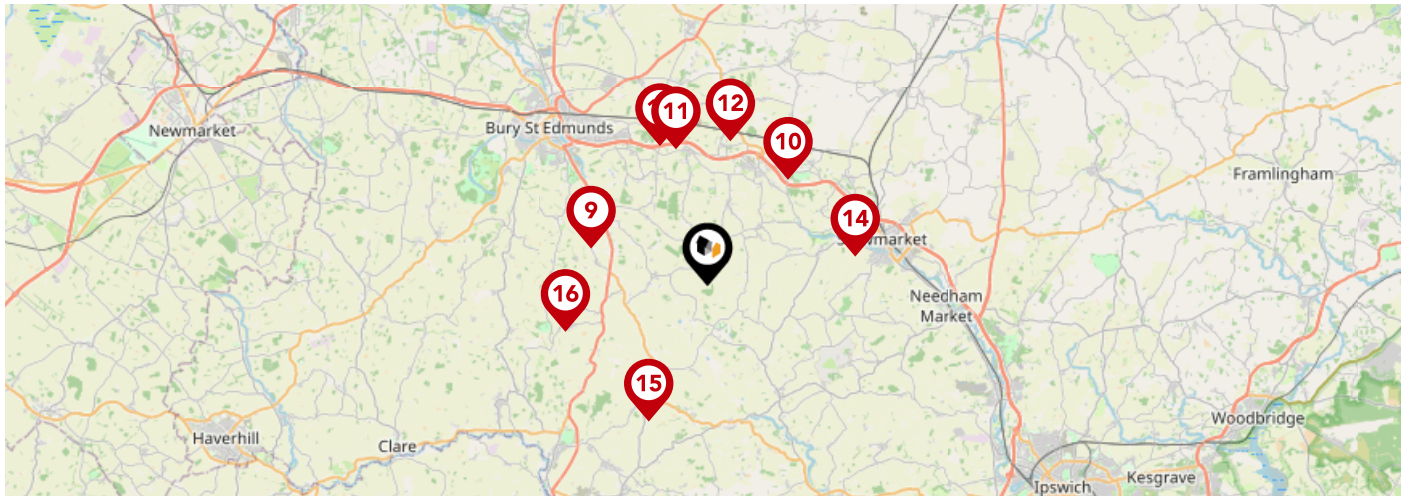 12
11
10
Newmarket
Bury St Edmunds
Framlingham
9
14
Needham
Market
16
15
Haverhill
Clare
Woodbridge
Kesgrave
Ipswich